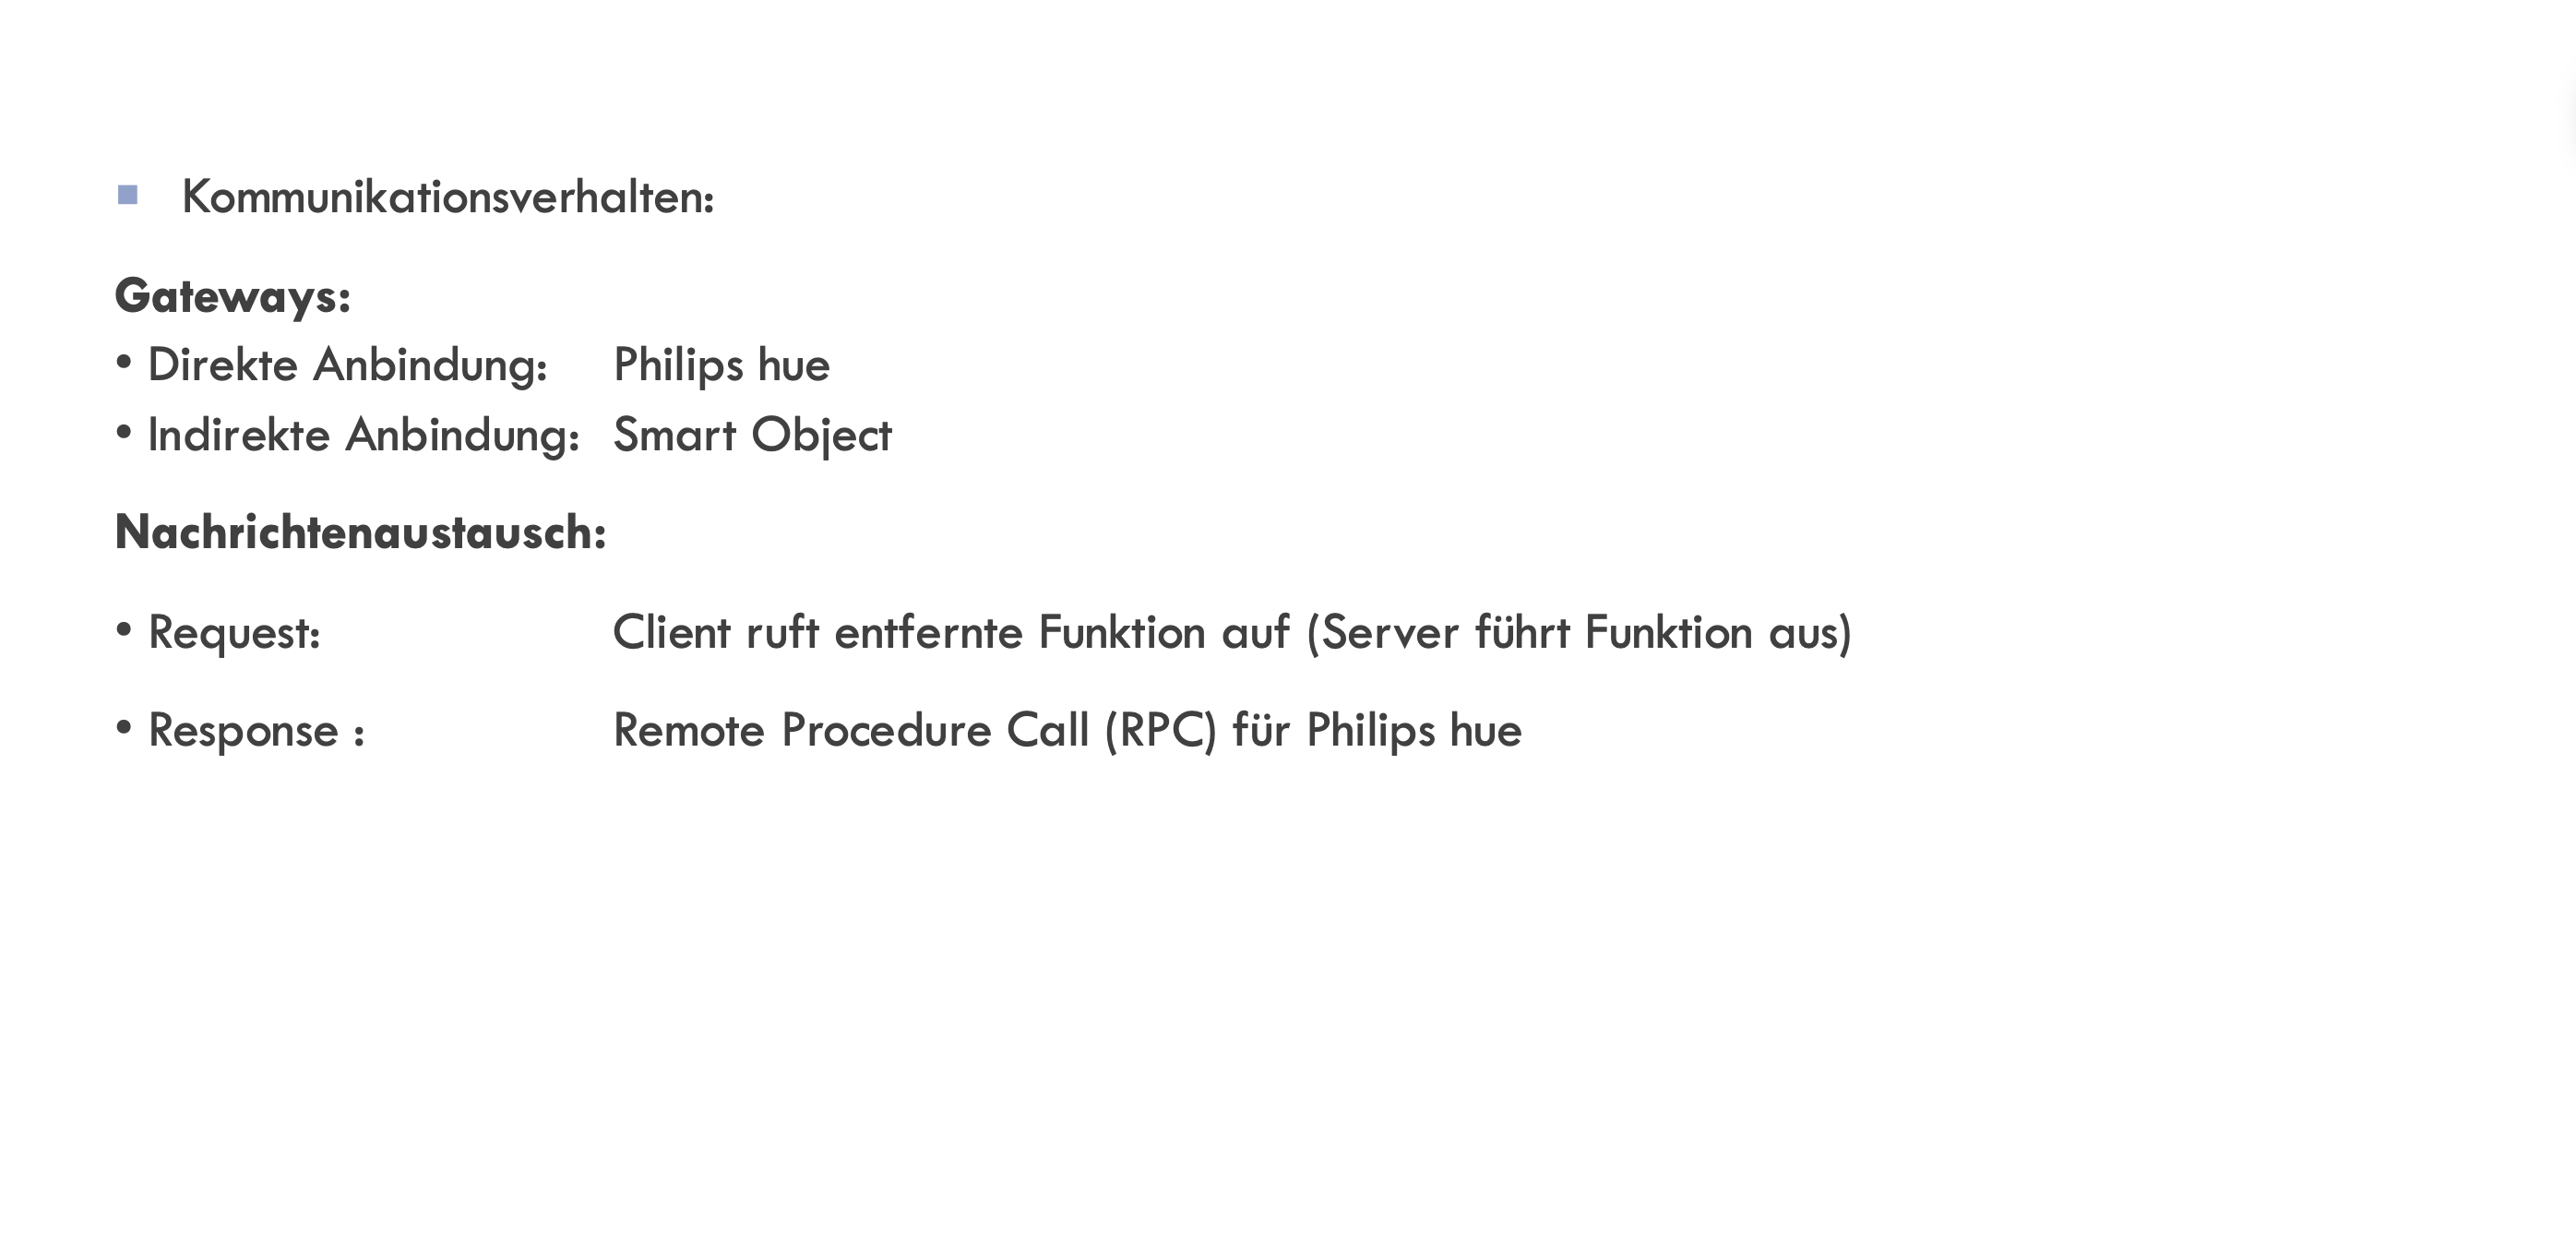 ▪ Kommunikationsverhalten:
Gateways:
• Direkte Anbindung: Philips hue
• Indirekte Anbindung: Smart Object
Nachrichtenaustausch:
• Request: Client ruft entfernte Funktion auf (Server führt Funktion aus)
• Response : Remote Procedure Call (RPC) für Philips hue